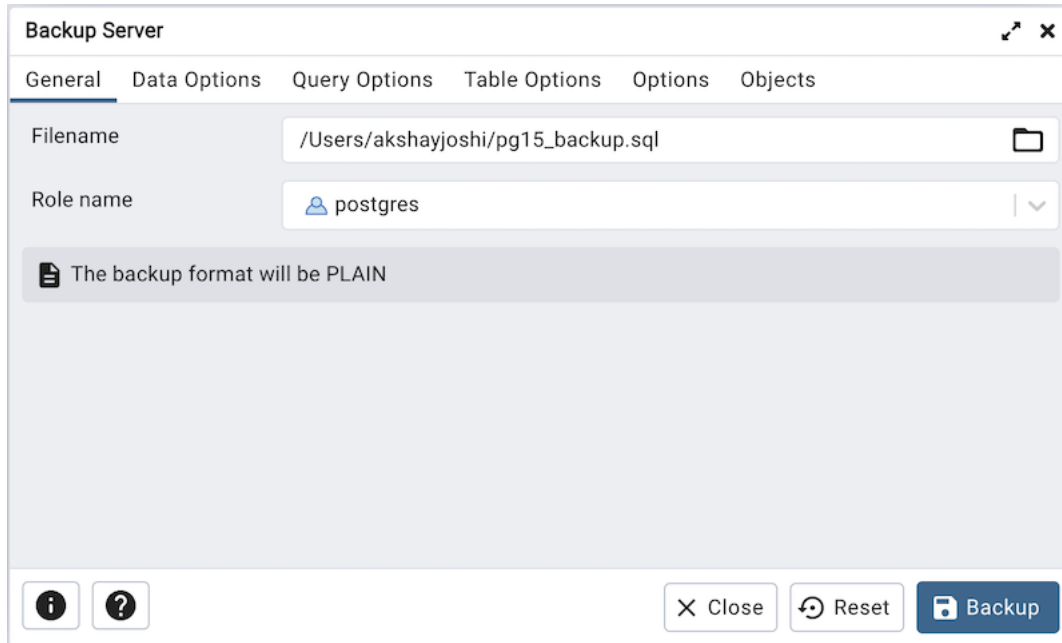 Backup Server
General Data Options Query Options Table Options Options Objects
Filename /Users/akshayjoshi/pg15_backup.sql
Role name postgres
The backup format will be PLAIN
Close Reset Backup